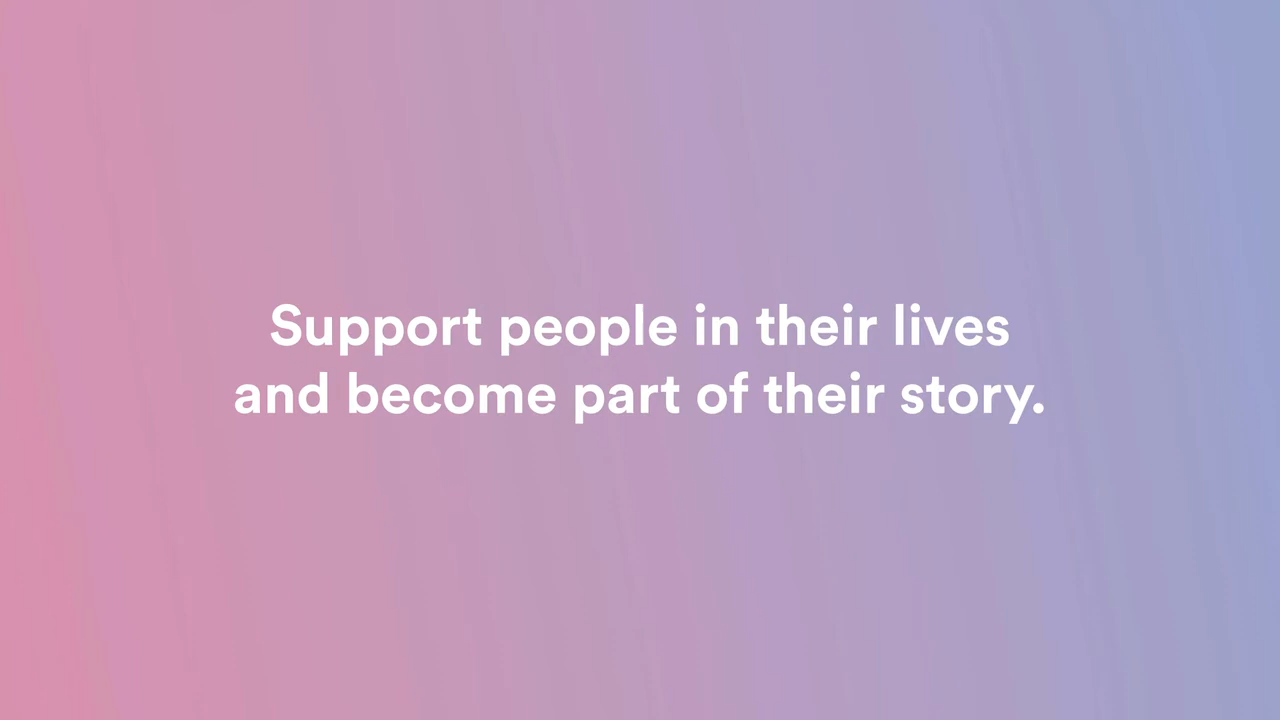 Support people in their lives
and become part of their story.